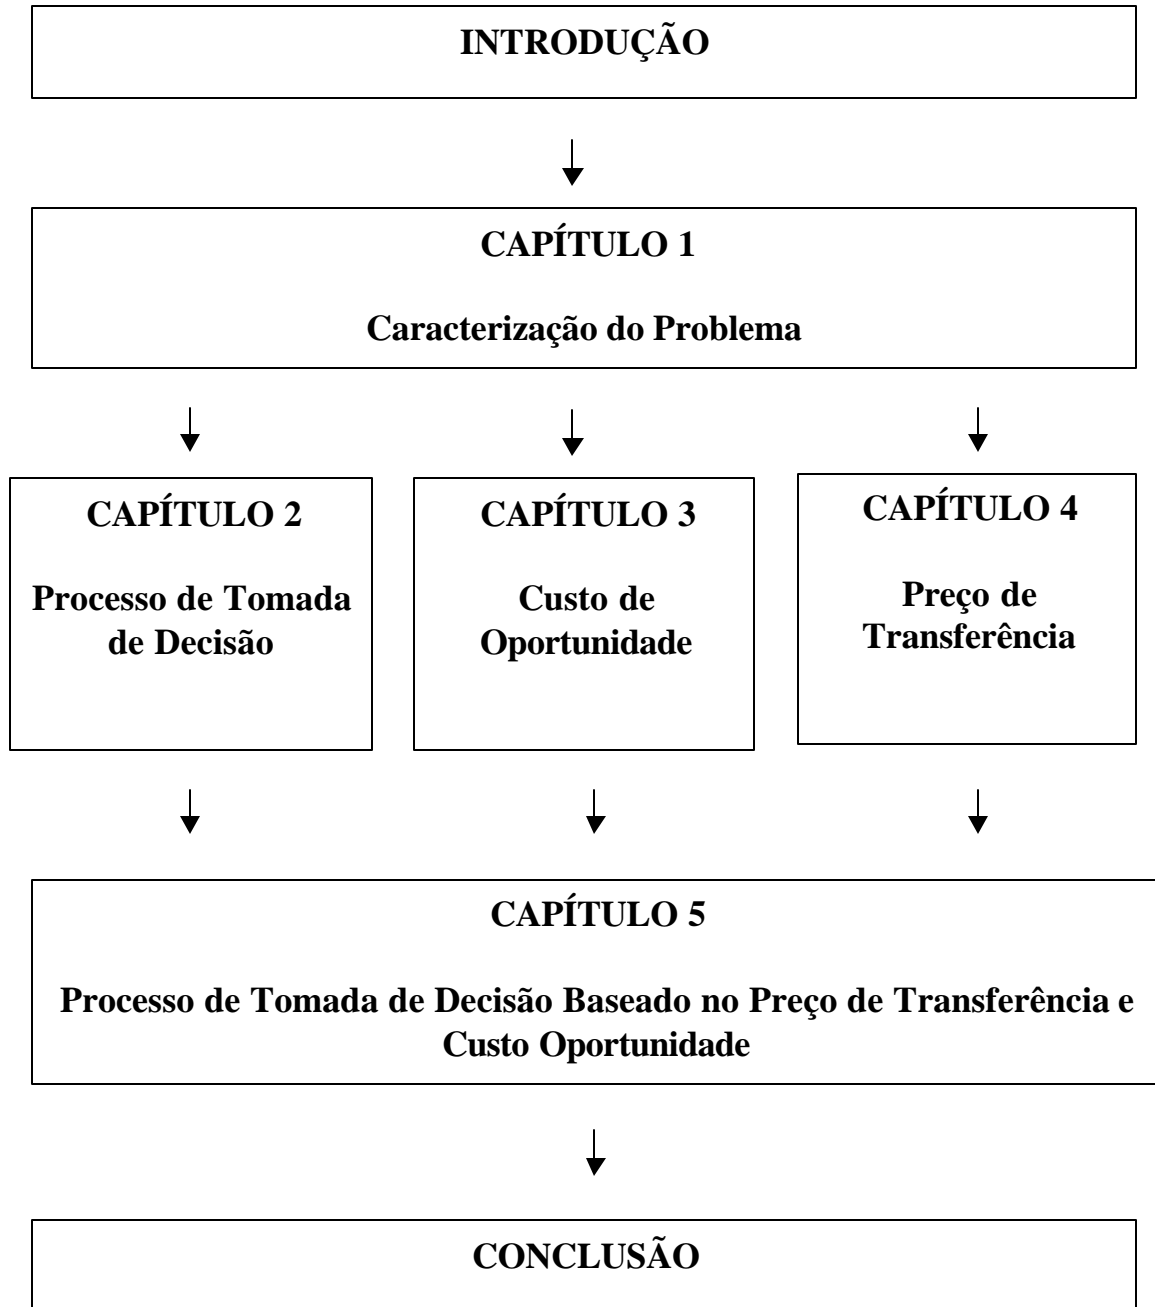 INTRODUÇÃO
CAPÍTULO 1
Caracterização do Problema
CAPÍTULO 2
Processo de Tomada
de Decisão
CAPÍTULO 3
Custo de
Oportunidade
CAPÍTULO 4
Preço de
Transferência
CAPÍTULO 5
Processo de Tomada de Decisão Baseado no Preço de Transferência e
Custo Oportunidade
CONCLUSÃO